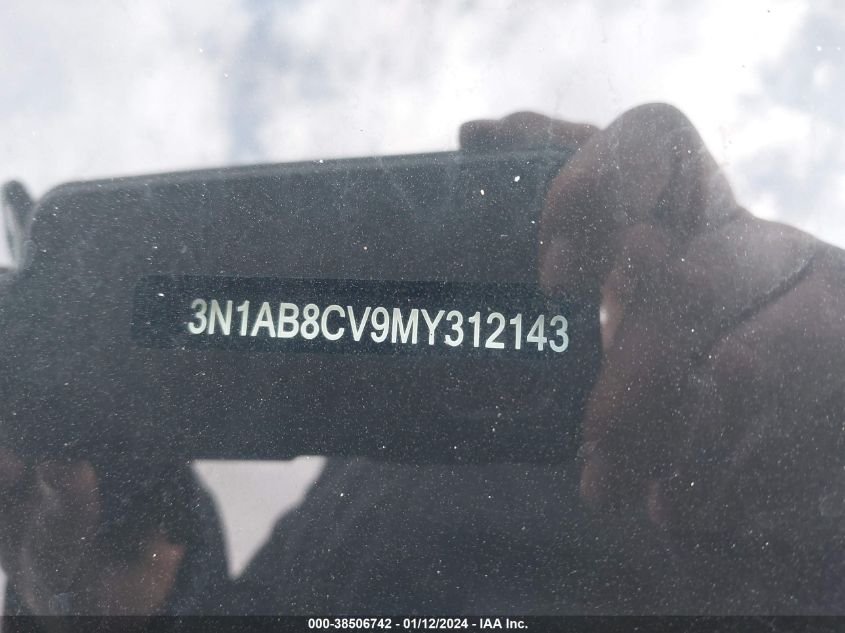 3N1AB8CV9MY312143
000-38506742 - 01/12/2024 - IAA Inc.